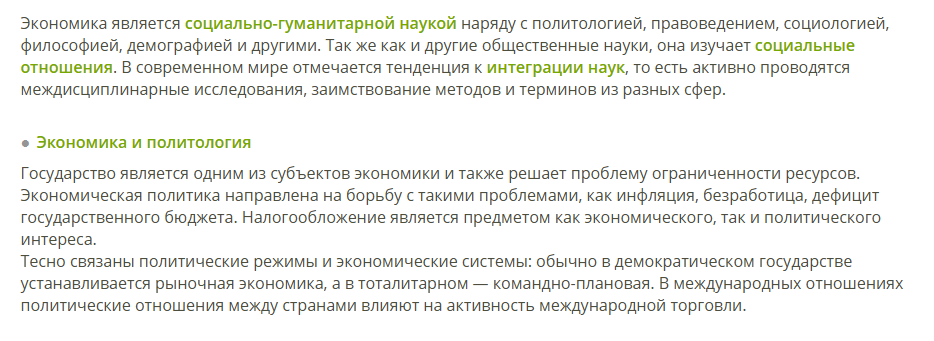 Экономика является социально-гуманитарной наукой наряду с политологией, правоведением, социологией,
философией, демографией и другими. Так же как и другие общественные науки, она изучает социальные
отношения. В современном мире отмечается тенденция к интеграции наук, то есть активно проводятся
междисциплинарные исследования, заимствование методов и терминов из разных сфер.
● Экономика и политология
Государство является одним из субъектов экономики и также решает проблему ограниченности ресурсов.
Экономическая политика направлена на борьбу с такими проблемами, как инфляция, безработица, дефицит
государственного бюджета. Налогообложение является предметом как экономического, так и политического
интереса.
Тесно связаны политические режимы и экономические системы: обычно в демократическом государстве
устанавливается рыночная экономика, а в тоталитарном — командно-плановая. В международных отношениях
политические отношения между странами влияют на активность международной торговли.